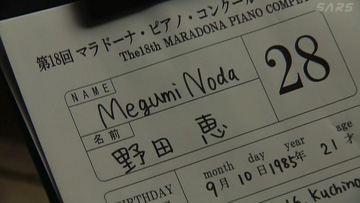 SARS
第18回 マラドーナ・ピアノ・コンクール
The18th MARADONA PIANO COMPE
NAME
Megumi Noda
28
名前
野田 恵
BIRTHDAY
month day year
9月10日1985年 21才
Kuchino